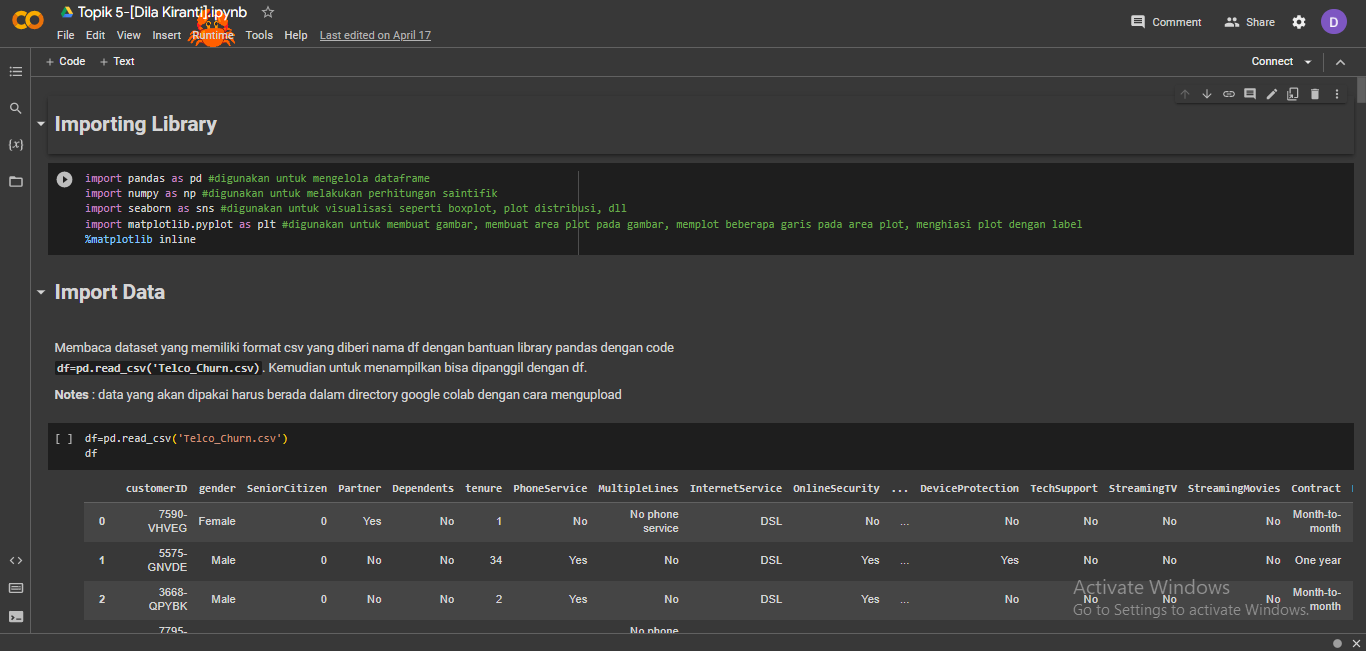 Topik 5-[Dila Kiranti].ipynb
File Edit View Insert Runtime Tools Help Last edited on April 17
Comment Share D
+ Code + Text
Connect
Importing Library
import pandas as pd #digunakan untuk mengelola dataframe
import numpy as np #digunakan untuk melakukan perhitungan saintifik
import seaborn as sns #digunakan untuk visualisasi seperti boxplot, plot distribusi, dll
import matplotlib.pyplot as plt #digunakan untuk membuat gambar, membuat area plot pada gambar, memplot beberapa garis pada area plot, menghiasi plot dengan label
%matplotlib inline
Import Data
Membaca dataset yang memiliki format csv yang diberi nama df dengan bantuan library pandas dengan code
df=pd.read_csv('Telco_Churn.csv). Kemudian untuk menampilkan bisa dipanggil dengan df.
Notes : data yang akan dipakai harus berada dalam directory google colab dengan cara mengupload
[ ] df=pd.read_csv('Telco_Churn.csv')
df
customerID gender SeniorCitizen Partner Dependents tenure PhoneService MultipleLines InternetService OnlineSecurity ... DeviceProtection TechSupport StreamingTV StreamingMovies Contract
0 7590-VHVEG Female 0 Yes No 1 No No phone service DSL No ... No No No No Month-to-month
1 5575-GNVDE Male 0 No No 34 Yes No DSL Yes ... Yes No No No One year
2 3668-QPYBK Male 0 No No 2 Yes No DSL Yes ... No No No No Month-to-month
7795- No phone
Activate Windows
Go to Settings to activate Windows.